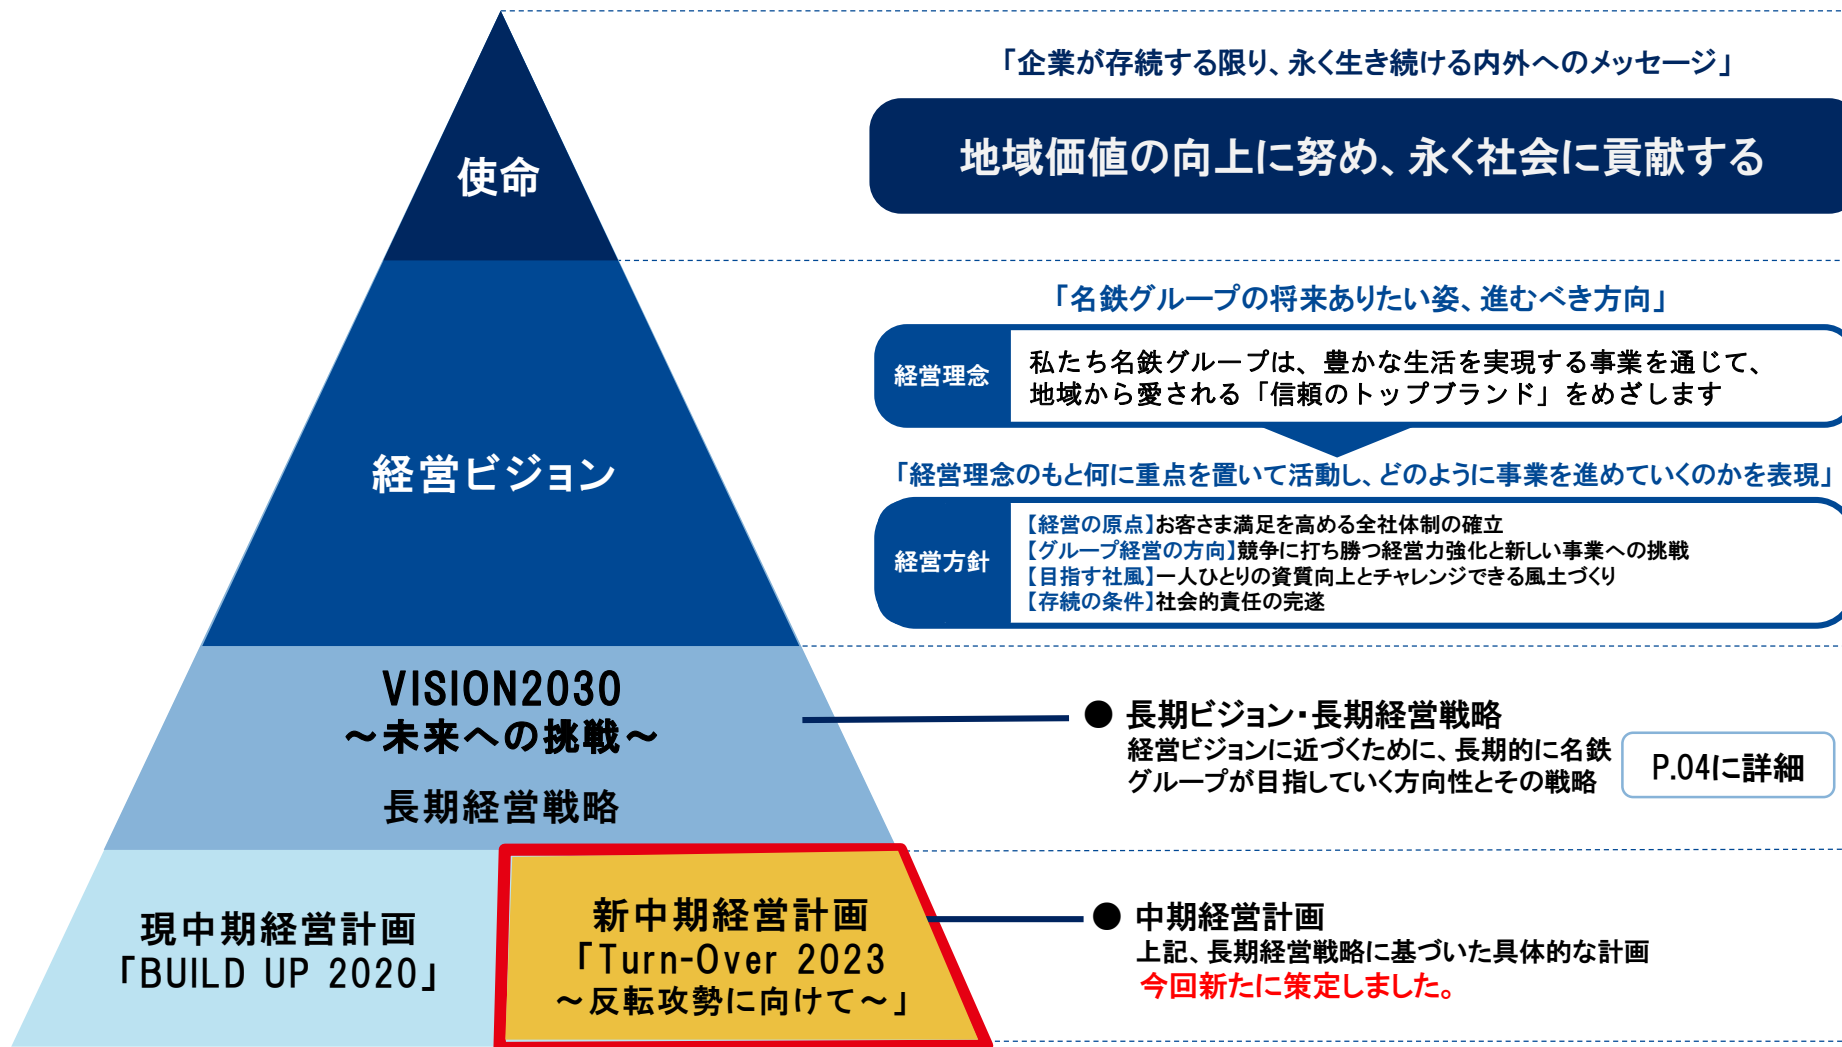 「企業が存続する限り、永く生き続ける内外へのメッセージ」
使命
地域価値の向上に努め、永く社会に貢献する
「名鉄グループの将来ありたい姿、進むべき方向」
経営ビジョン
経営理念
私たち名鉄グループは、豊かな生活を実現する事業を通じて、
地域から愛される「信頼のトップブランド」をめざします
「経営理念のもと何に重点を置いて活動し、どのように事業を進めていくのかを表現」
経営方針
【経営の原点】お客さま満足を高める全社体制の確立
【グループ経営の方向】競争に打ち勝つ経営力強化と新しい事業への挑戦
【目指す社風】一人ひとりの資質向上とチャレンジできる風土づくり
【存続の条件】社会的責任の完遂
VISION2030
～未来への挑戦～
長期経営戦略
● 長期ビジョン・長期経営戦略
経営ビジョンに近づくために、長期的に名鉄
グループが目指していく方向性とその戦略
P.04に詳細
現中期経営計画
「BUILD UP 2020」
新中期経営計画
「Turn-Over 2023
～反転攻勢に向けて～」
● 中期経営計画
上記、長期経営戦略に基づいた具体的な計画
今回新たに策定しました。